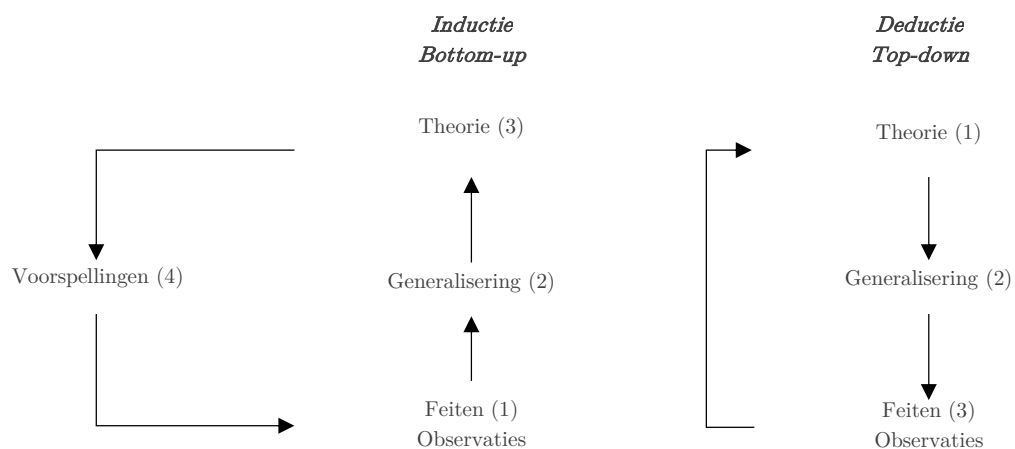 Inductie
Bottom-up
Deductie
Top-down
Theorie (3)
Theorie (1)
Voorspellingen (4)
Generalisering (2)
Generalisering (2)
Feiten (1)
Observaties
Feiten (3)
Observaties